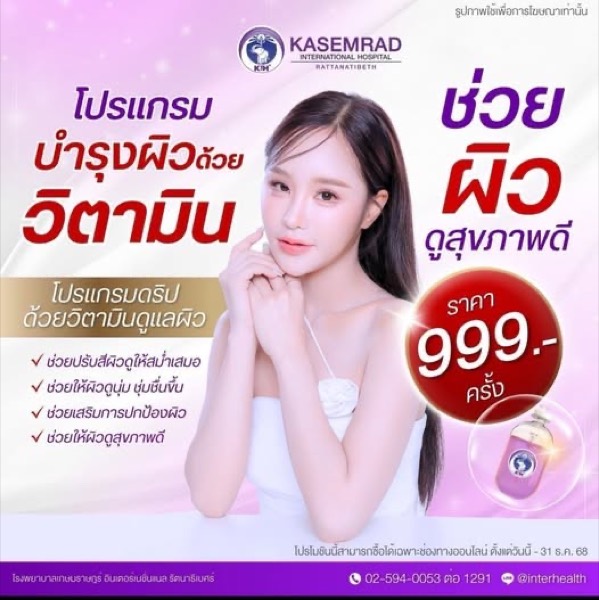 รูปภาพใช้เพื่อการโฆษณาเท่านั้น
KASEMRAD
INTERNATIONAL HOSPITAL
RATTANATIBETH
KIH
โปรแกรม
บำรุงผิวด้วย
วิตามิน
ช่วย
ผิว
ดูสุขภาพดี
โปรแกรมดริป
ด้วยวิตามินดูแลผิว
ช่วยปรับสีผิวดูให้สม่ำเสมอ
ช่วยให้ผิวดูนุ่ม ชุ่มชื่นขึ้น
ช่วยเสริมการปกป้องผิว
ช่วยให้ผิวดูสุขภาพดี
ราคา
999.-
ครั้ง
โปรโมชันนี้สามารถซื้อได้เฉพาะช่องทางออนไลน์ ตั้งแต่วันนี้ - 31 ธ.ค. 68
โรงพยาบาลเกษมราษฎร์ อินเตอร์เนชั่นแนล รัตนาธิเบศร์
02-594-0053 ต่อ 1291
@interhealth